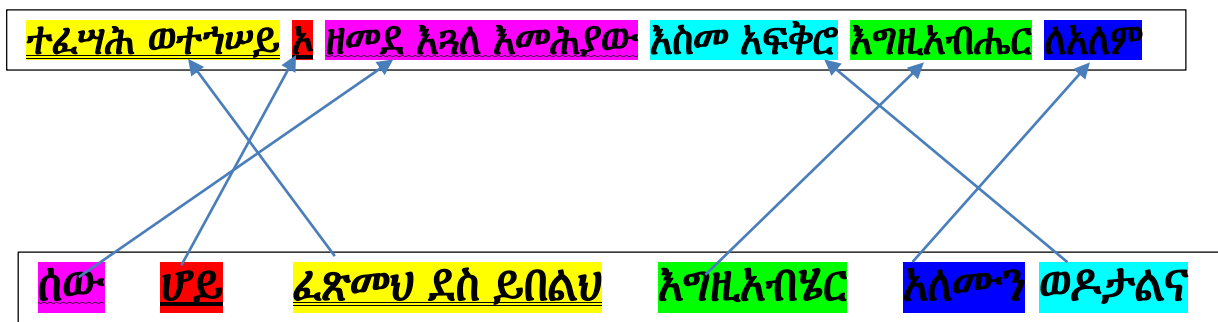 ተፈሣሕ ወተኀሠይ አ ዘመደ እጓለ እመሕያው እስመ አፍቅሮ እግዚአብሔር ለአለም
ሰው ሆይ ፈጽመህ ደስ ይበልህ እግዚአብሄር አለሙን ወዶታልና